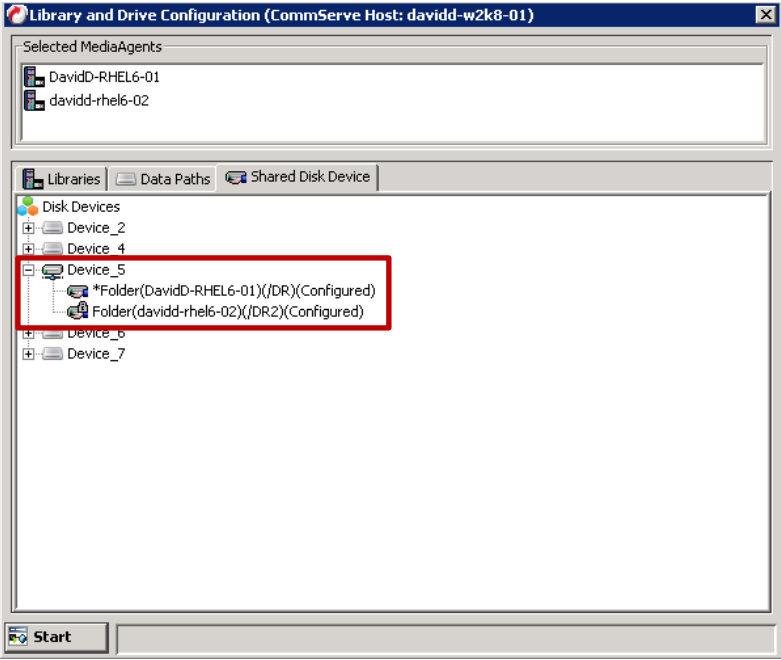 Library and Drive Configuration (CommServe Host: davidd-w2k8-01)
Selected MediaAgents
DavidD-RHEL6-01
davidd-rhel6-02
Libraries Data Paths Shared Disk Device
Disk Devices
Device_2
Device_4
Device_5
*Folder(DavidD-RHEL6-01)(/DR)(Configured)
Folder(davidd-rhel6-02)(/DR2)(Configured)
Device_6
Device_7
Start